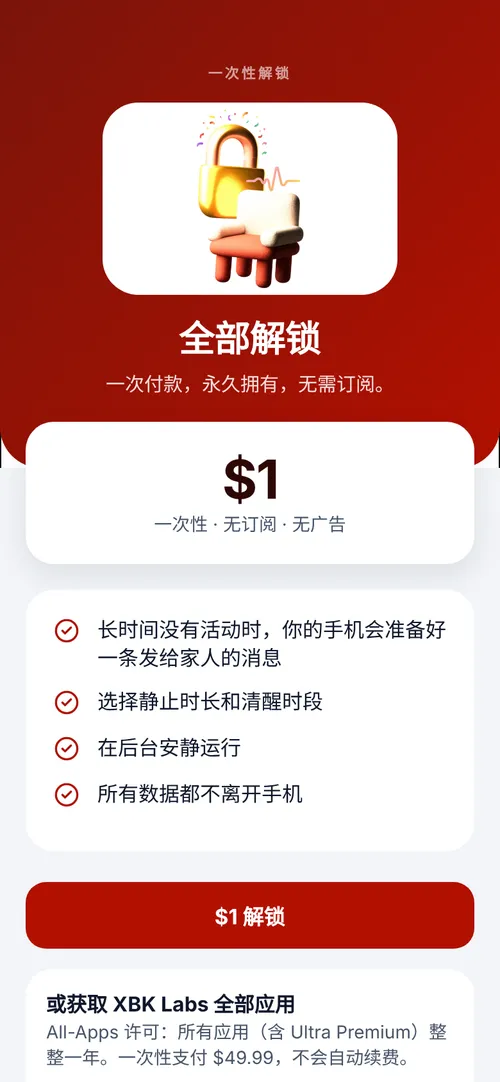 一次性解锁
全部解锁
一次付款，永久拥有，无需订阅。
$1
一次性 · 无订阅 · 无广告
长时间没有活动时，你的手机会准备好
一条发给家人的消息
选择静止时长和清醒时段
在后台安静运行
所有数据都不离开手机
$1 解锁
或获取 XBK Labs 全部应用
All-Apps 许可：所有应用（含 Ultra Premium）整
整一年。一次性支付 $49.99，不会自动续费。